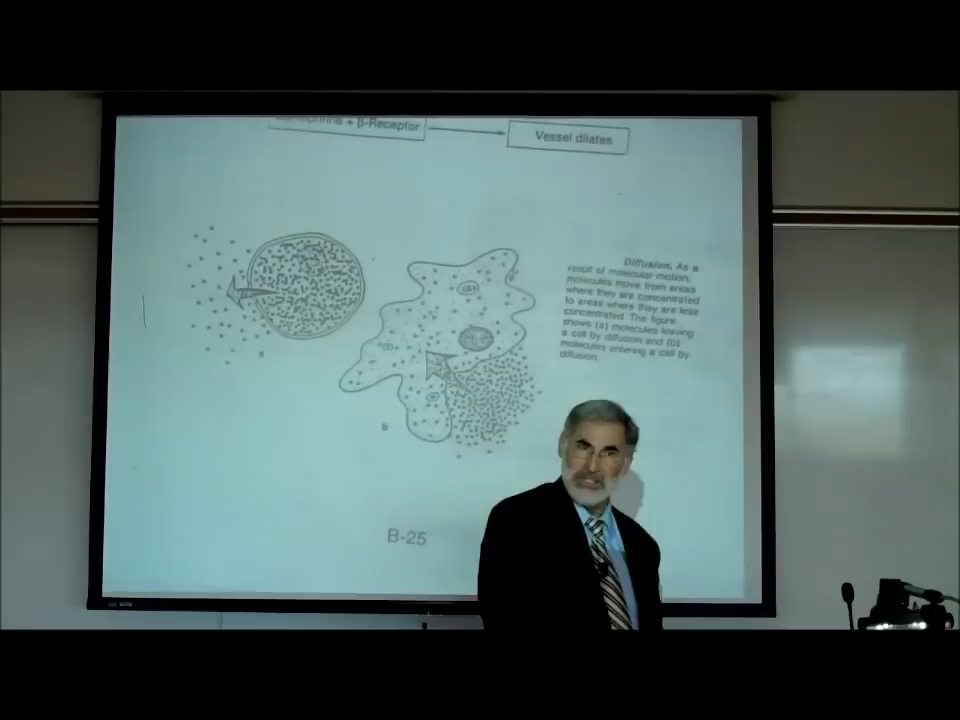 + β-Receptor
Vessel dilates
Diffusion. As a
result of molecular motion,
molecules move from areas
where they are concentrated
to areas where they are less
concentrated. The figure
shows (a) molecules leaving
a cell by diffusion and (b)
molecules entering a cell by
diffusion.
a
b
B-25